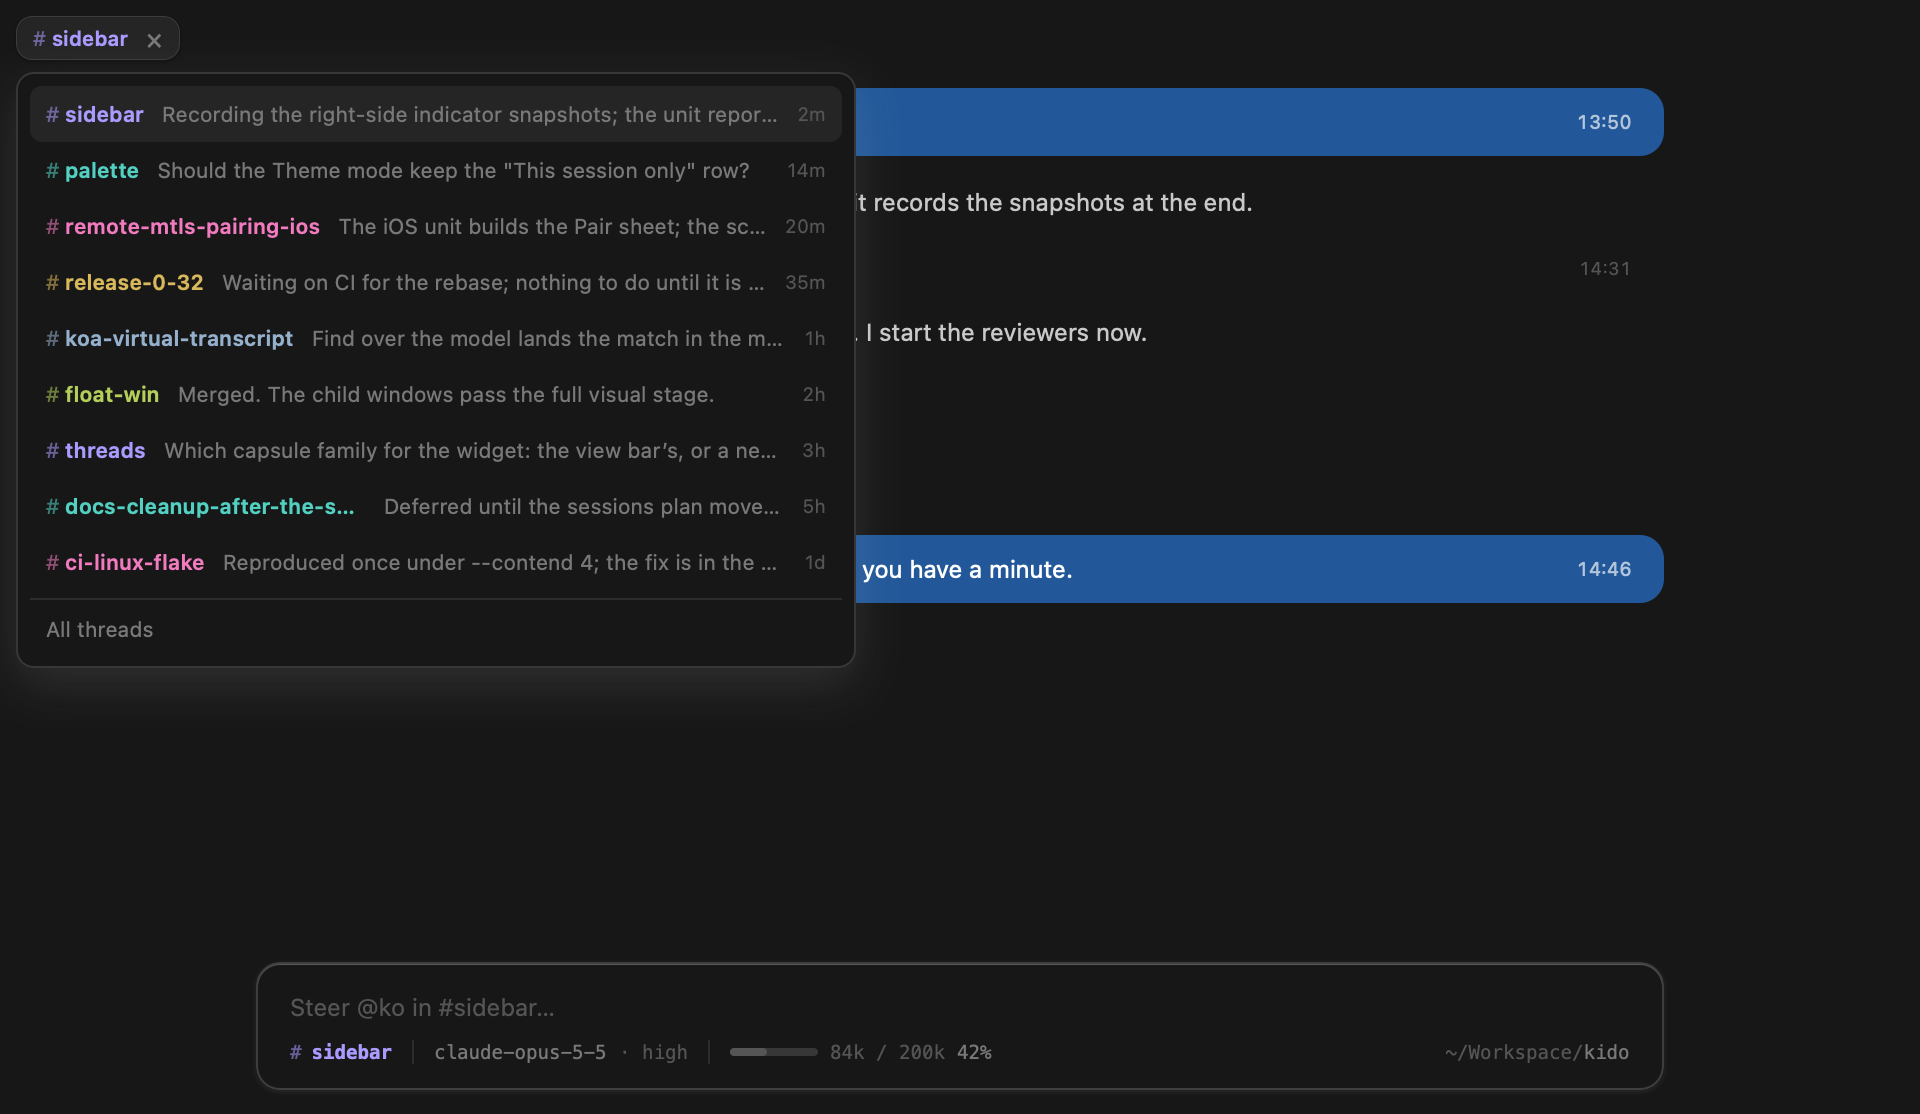 # sidebar ×
# sidebar Recording the right-side indicator snapshots; the unit repor... 2m
# palette Should the Theme mode keep the "This session only" row? 14m
# remote-mtls-pairing-ios The iOS unit builds the Pair sheet; the sc... 20m
# release-0-32 Waiting on CI for the rebase; nothing to do until it is ... 35m
# koa-virtual-transcript Find over the model lands the match in the m... 1h
# float-win Merged. The child windows pass the full visual stage. 2h
# threads Which capsule family for the widget: the view bar’s, or a ne... 3h
# docs-cleanup-after-the-s... Deferred until the sessions plan move... 5h
# ci-linux-flake Reproduced once under --contend 4; the fix is in the ... 1d
All threads
13:50
it records the snapshots at the end.
14:31
. I start the reviewers now.
you have a minute. 14:46
Steer @ko in #sidebar...
# sidebar | claude-opus-5-5 · high | 84k / 200k 42% ~/Workspace/kido